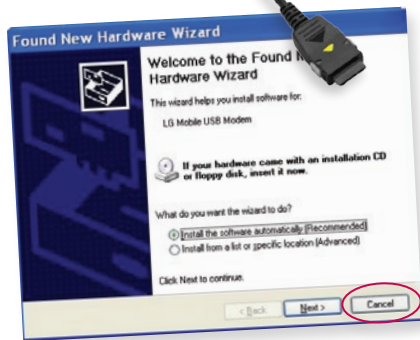 Found New Hardware Wizard
Welcome to the Found
Hardware Wizard
This wizard helps you install software for:
LG Mobile USB Modem
If your hardware came with an installation CD
or floppy disk, insert it now.
What do you want the wizard to do?
Install the software automatically (Recommended)
Install from a list or specific location (Advanced)
Click Next to continue.
< Back
Next >
Cancel